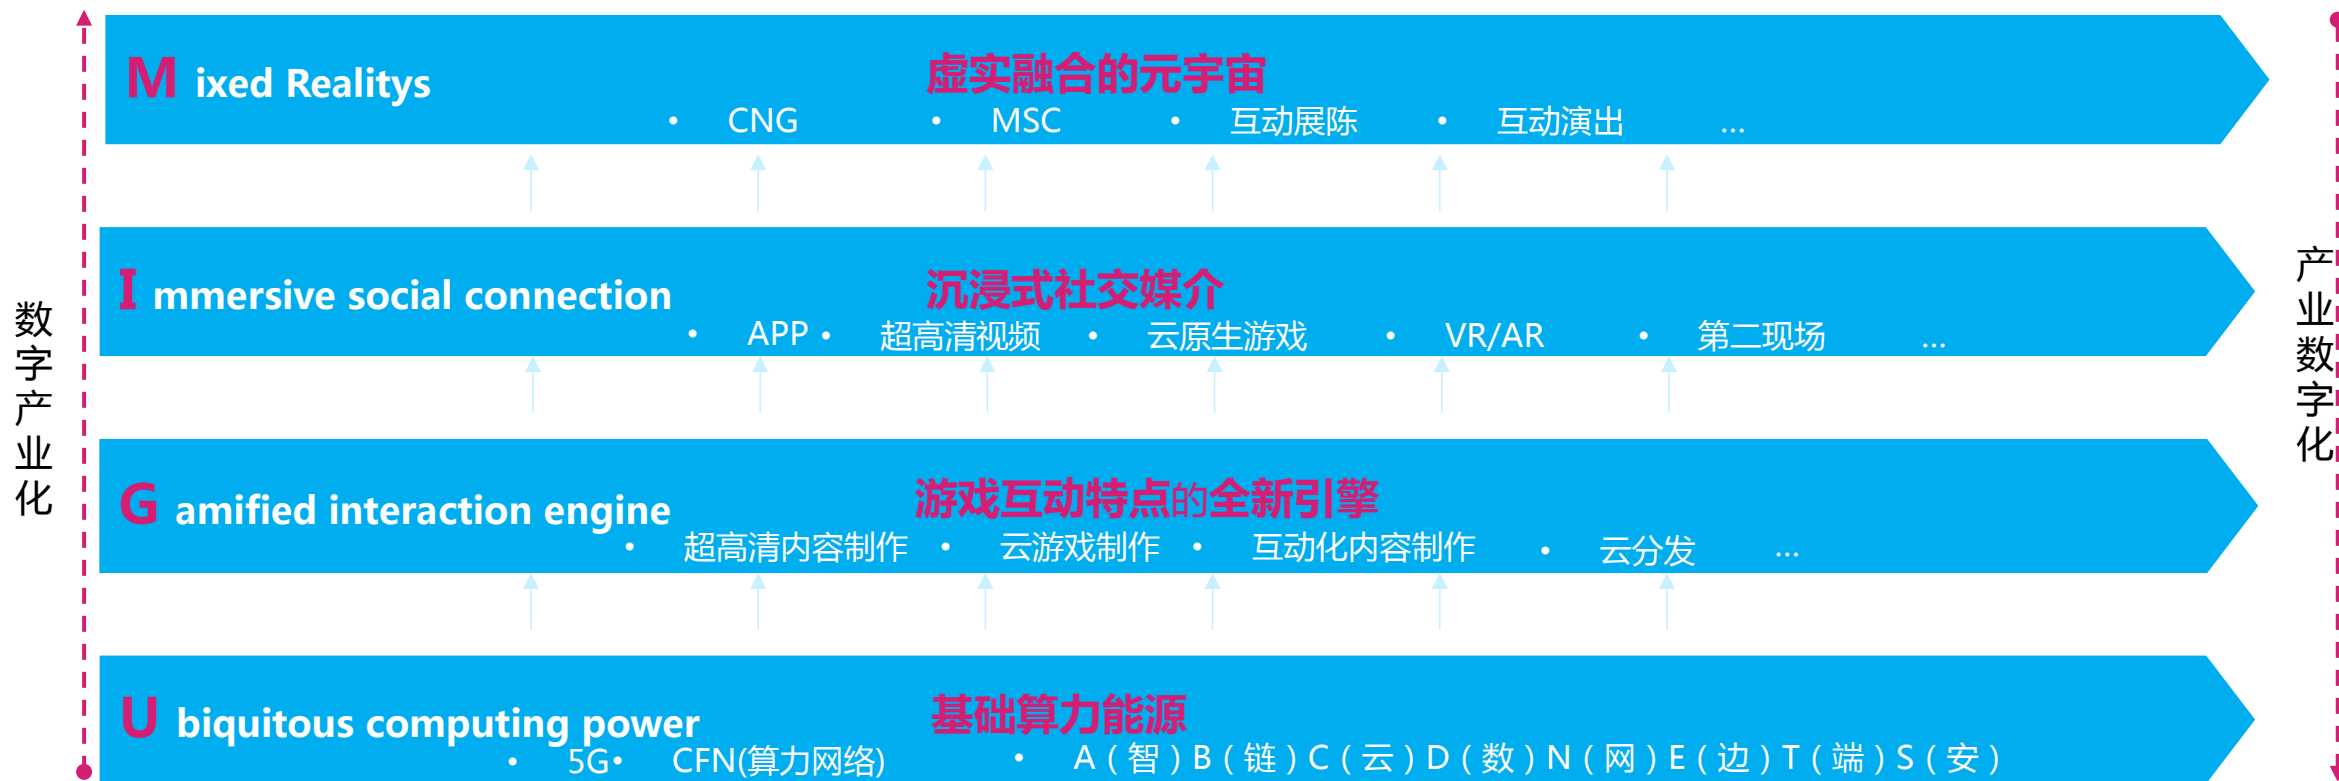 Mixed Realitys
虚实融合的元宇宙
• CNG • MSC • 互动展陈 • 互动演出 ...
Immersive social connection
沉浸式社交媒介
• APP • 超高清视频 • 云原生游戏 • VR/AR • 第二现场 ...
Gamified interaction engine
游戏互动特点的全新引擎
• 超高清内容制作 • 云游戏制作 • 互动化内容制作 • 云分发 ...
Ubiquitous computing power
基础算力能源
• 5G • CFN(算力网络) • A（智）B（链）C（云）D（数）N（网）E（边）T（端）S（安）
数字产业化
产业数字化